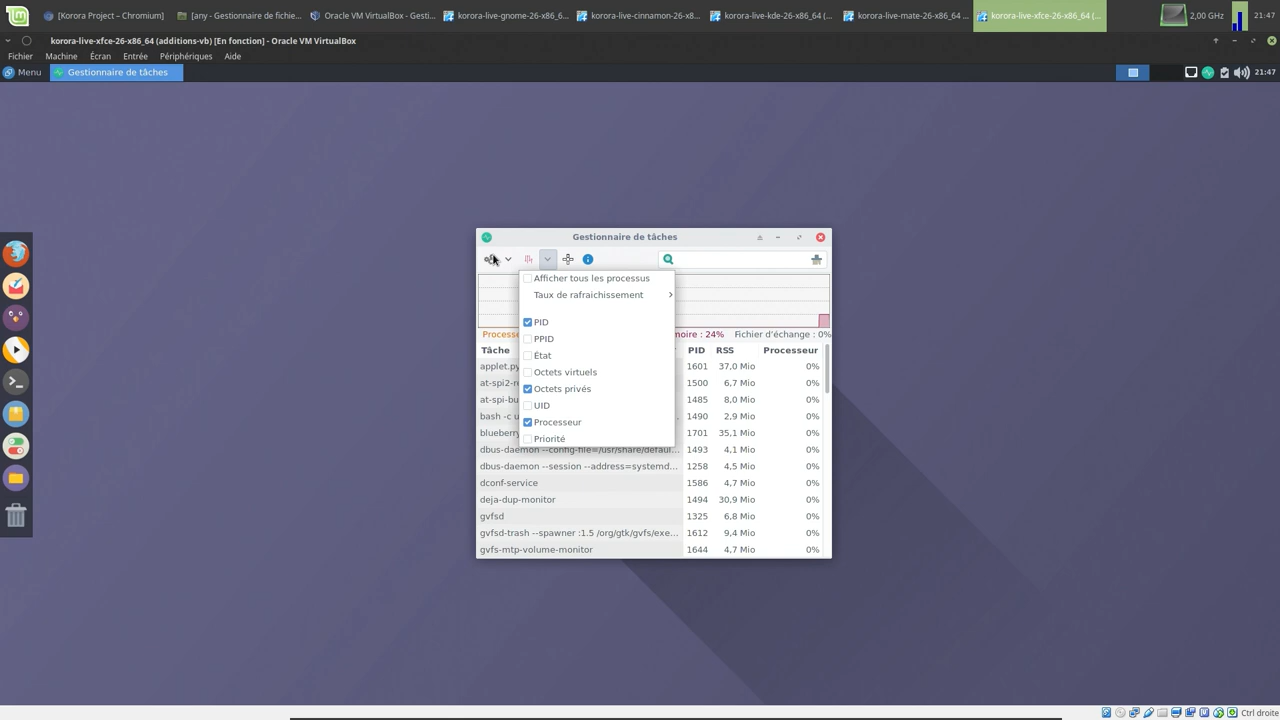 [Korora Project – Chromium]
[any - Gestionnaire de fichie...
Oracle VM VirtualBox - Gesti...
korora-live-gnome-26-x86_6...
korora-live-cinnamon-26-x8...
korora-live-kde-26-x86_64 (...
korora-live-mate-26-x86_64 ...
korora-live-xfce-26-x86_64 (...
2,00 GHz
21:47
korora-live-xfce-26-x86_64 (additions-vb) [En fonction] - Oracle VM VirtualBox
Fichier Machine Écran Entrée Périphériques Aide
Menu Gestionnaire de tâches 21:47
Gestionnaire de tâches
Afficher tous les processus
Taux de rafraichissement
PID
PPID
État
Octets virtuels
Octets privés
UID
Processeur
Priorité
moire : 24% Fichier d'échange : 0%
Tâche PID RSS Processeur
applet.py 1601 37,0 Mio 0%
at-spi2-r 1500 6,7 Mio 0%
at-spi-bu 1485 8,0 Mio 0%
bash -c u 1490 2,9 Mio 0%
blueberry 1701 35,1 Mio 0%
dbus-daemon --config-file=/usr/share/defaul... 1493 4,1 Mio 0%
dbus-daemon --session --address=systemd... 1258 4,5 Mio 0%
dconf-service 1586 4,7 Mio 0%
deja-dup-monitor 1494 30,9 Mio 0%
gvfsd 1325 6,8 Mio 0%
gvfsd-trash --spawner :1.5 /org/gtk/gvfs/exe... 1612 9,4 Mio 0%
gvfs-mtp-volume-monitor 1644 4,7 Mio 0%
Ctrl droite